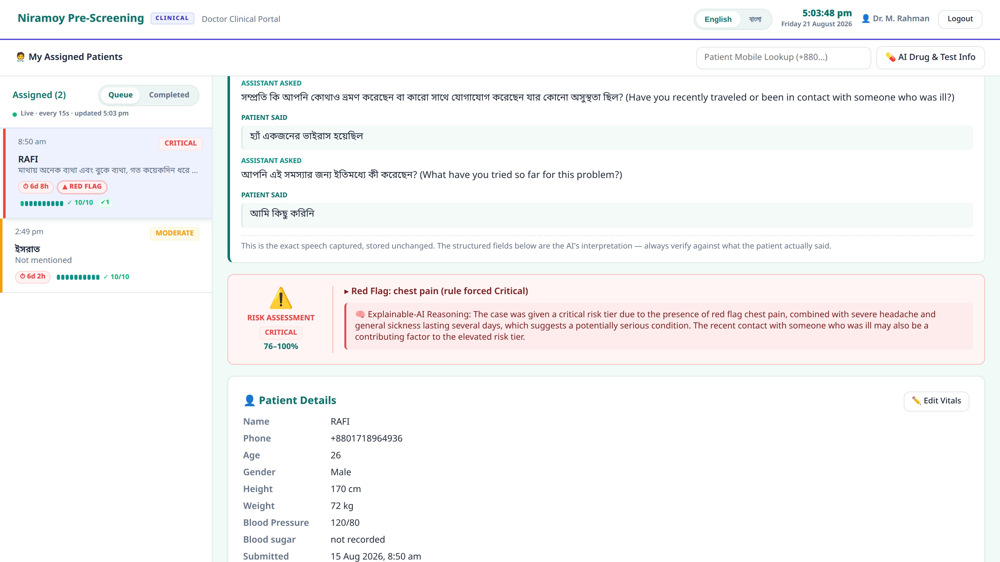 Niramoy Pre-Screening CLINICAL Doctor Clinical Portal
English বাংলা
5:03:48 pm
Friday 21 August 2026
Dr. M. Rahman
Logout
My Assigned Patients
Patient Mobile Lookup (+880...)
AI Drug & Test Info
Assigned (2)
Queue Completed
Live · every 15s · updated 5:03 pm
8:50 am CRITICAL
RAFI
মাথায় অনেক ব্যথা এবং বুকে ব্যথা, গত কয়েকদিন ধরে ...
⏱ 6d 8h ▲ RED FLAG
✓ 10/10 ✓1
2:49 pm MODERATE
ইসরাত
Not mentioned
⏱ 6d 2h ✓ 10/10
ASSISTANT ASKED
সম্প্রতি কি আপনি কোথাও ভ্রমণ করেছেন বা কারো সাথে যোগাযোগ করেছেন যার কোনো অসুস্থতা ছিল? (Have you recently traveled or been in contact with someone who was ill?)
PATIENT SAID
হ্যাঁ একজনের ভাইরাস হয়েছিল
ASSISTANT ASKED
আপনি এই সমস্যার জন্য ইতিমধ্যে কী করেছেন? (What have you tried so far for this problem?)
PATIENT SAID
আমি কিছু করিনি
This is the exact speech captured, stored unchanged. The structured fields below are the AI's interpretation — always verify against what the patient actually said.
RISK ASSESSMENT
CRITICAL
76–100%
▸ Red Flag: chest pain (rule forced Critical)
Explainable-AI Reasoning: The case was given a critical risk tier due to the presence of red flag chest pain, combined with severe headache and
general sickness lasting several days, which suggests a potentially serious condition. The recent contact with someone who was ill may also be a
contributing factor to the elevated risk tier.
Patient Details
Edit Vitals
Name RAFI
Phone +8801718964936
Age 26
Gender Male
Height 170 cm
Weight 72 kg
Blood Pressure 120/80
Blood sugar not recorded
Submitted 15 Aug 2026, 8:50 am